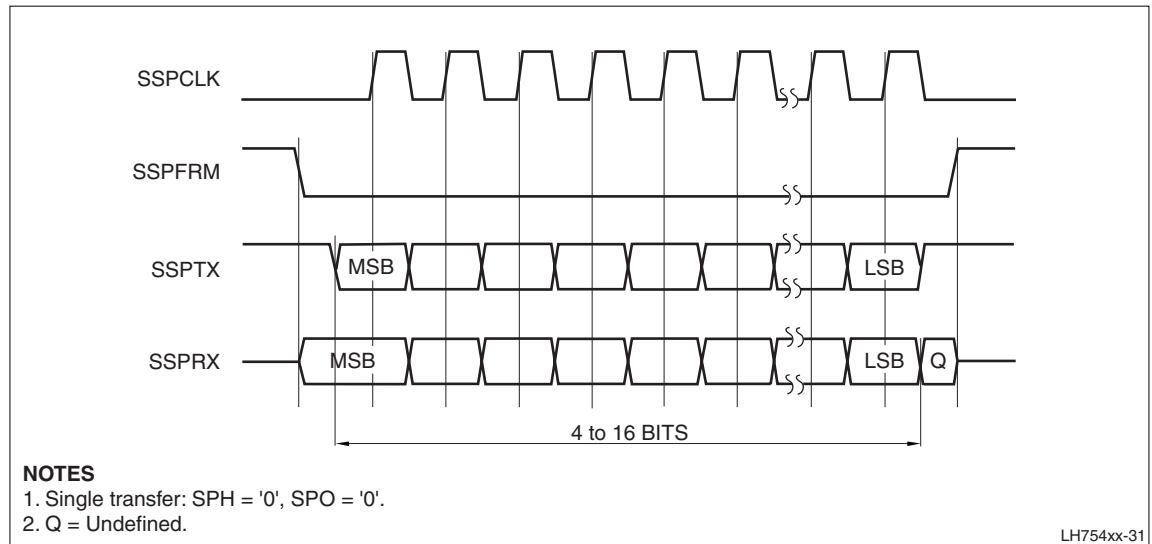 SSPCLK
SSPFRM
SSPTX
MSB
LSB
SSPRX
MSB
LSB
Q
4 to 16 BITS
NOTES
1. Single transfer: SPH = '0', SPO = '0'.
2. Q = Undefined.
LH754xx-31